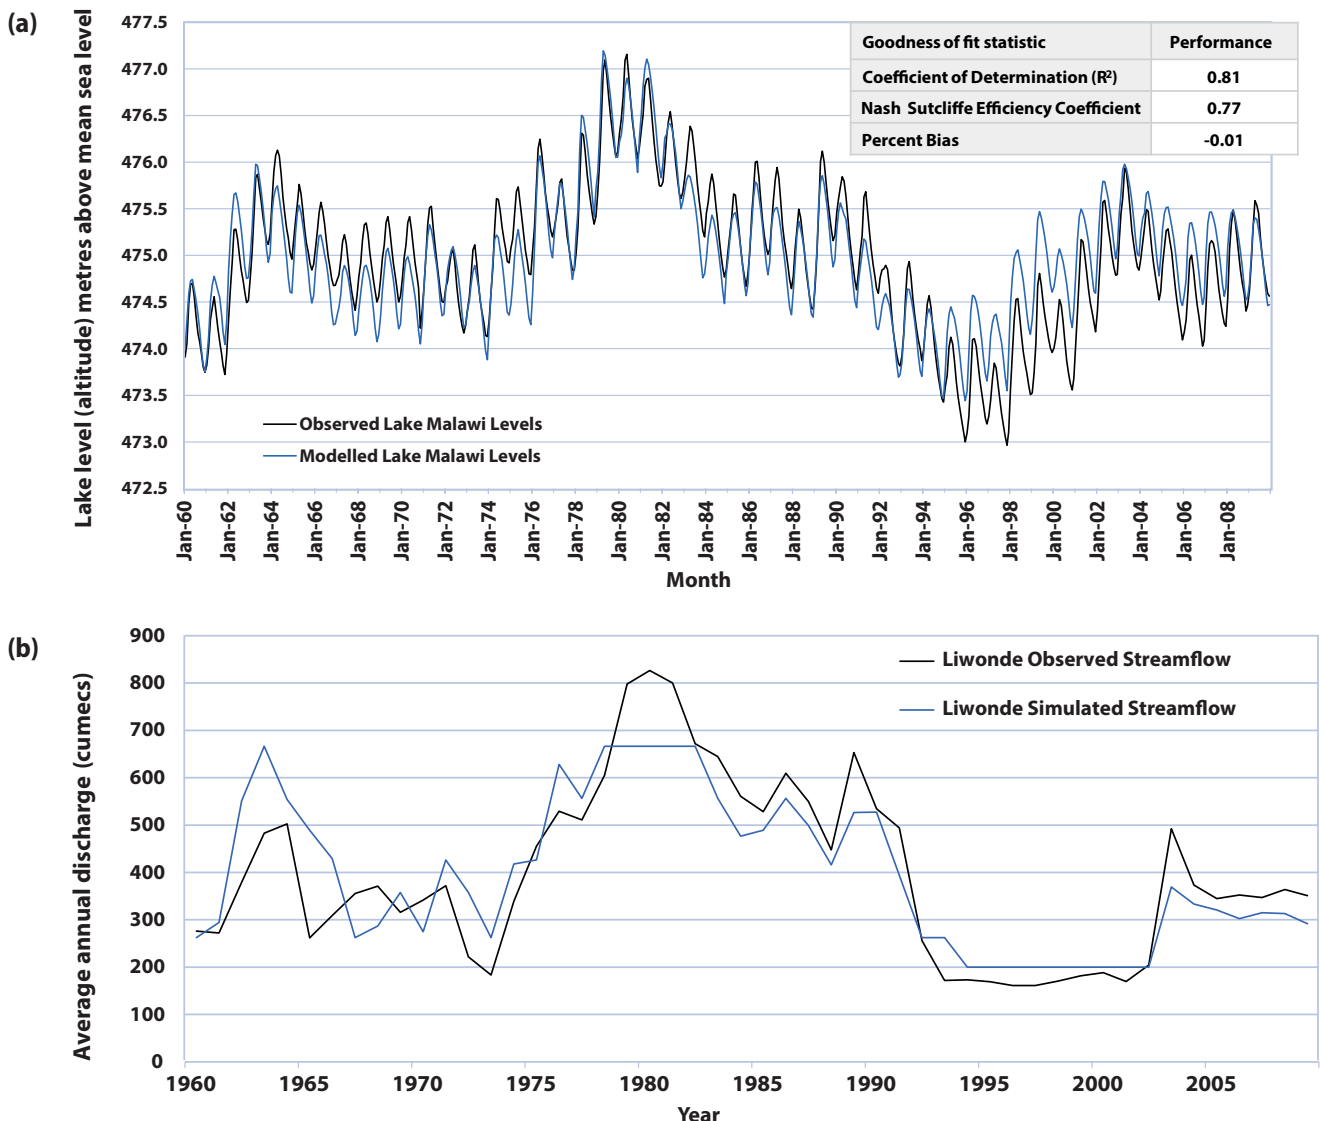 (a)
Lake level (altitude) metres above mean sea level
477.5
477.0
476.5
476.0
475.5
475.0
474.5
474.0
473.5
473.0
472.5
Goodness of fit statistic Performance
Coefficient of Determination (R²) 0.81
Nash Sutcliffe Efficiency Coefficient 0.77
Percent Bias -0.01
Observed Lake Malawi Levels
Modelled Lake Malawi Levels
Jan-60
Jan-62
Jan-64
Jan-66
Jan-68
Jan-70
Jan-72
Jan-74
Jan-76
Jan-78
Jan-80
Jan-82
Jan-84
Jan-86
Jan-88
Jan-90
Jan-92
Jan-94
Jan-96
Jan-98
Jan-00
Jan-02
Jan-04
Jan-06
Jan-08
Month
(b)
Average annual discharge (cumecs)
900
800
700
600
500
400
300
200
100
0
Liwonde Observed Streamflow
Liwonde Simulated Streamflow
1960 1965 1970 1975 1980 1985 1990 1995 2000 2005
Year